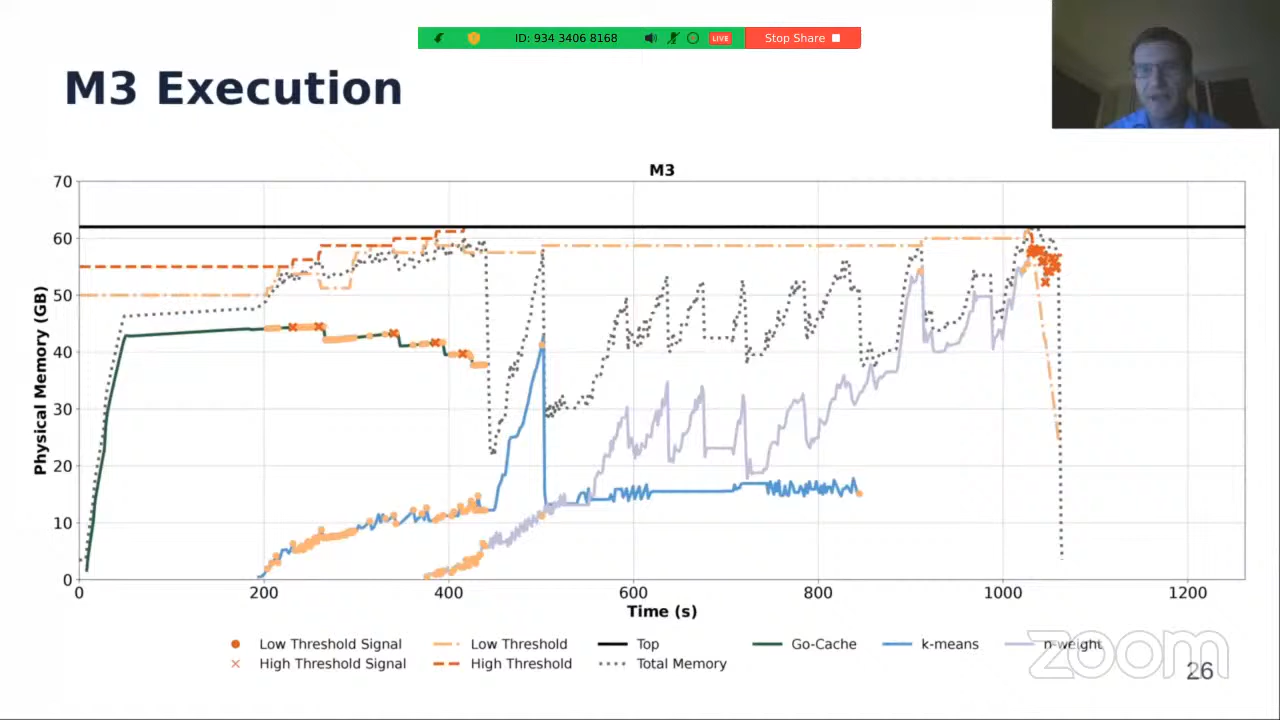 ID: 934 3406 8168 LIVE Stop Share
M3 Execution
M3
70
60
50
40
30
20
10
0
Physical Memory (GB)
0 200 400 600 800 1000 1200
Time (s)
Low Threshold Signal Low Threshold Top Go-Cache k-means n-weight
High Threshold Signal High Threshold Total Memory
zoom
26